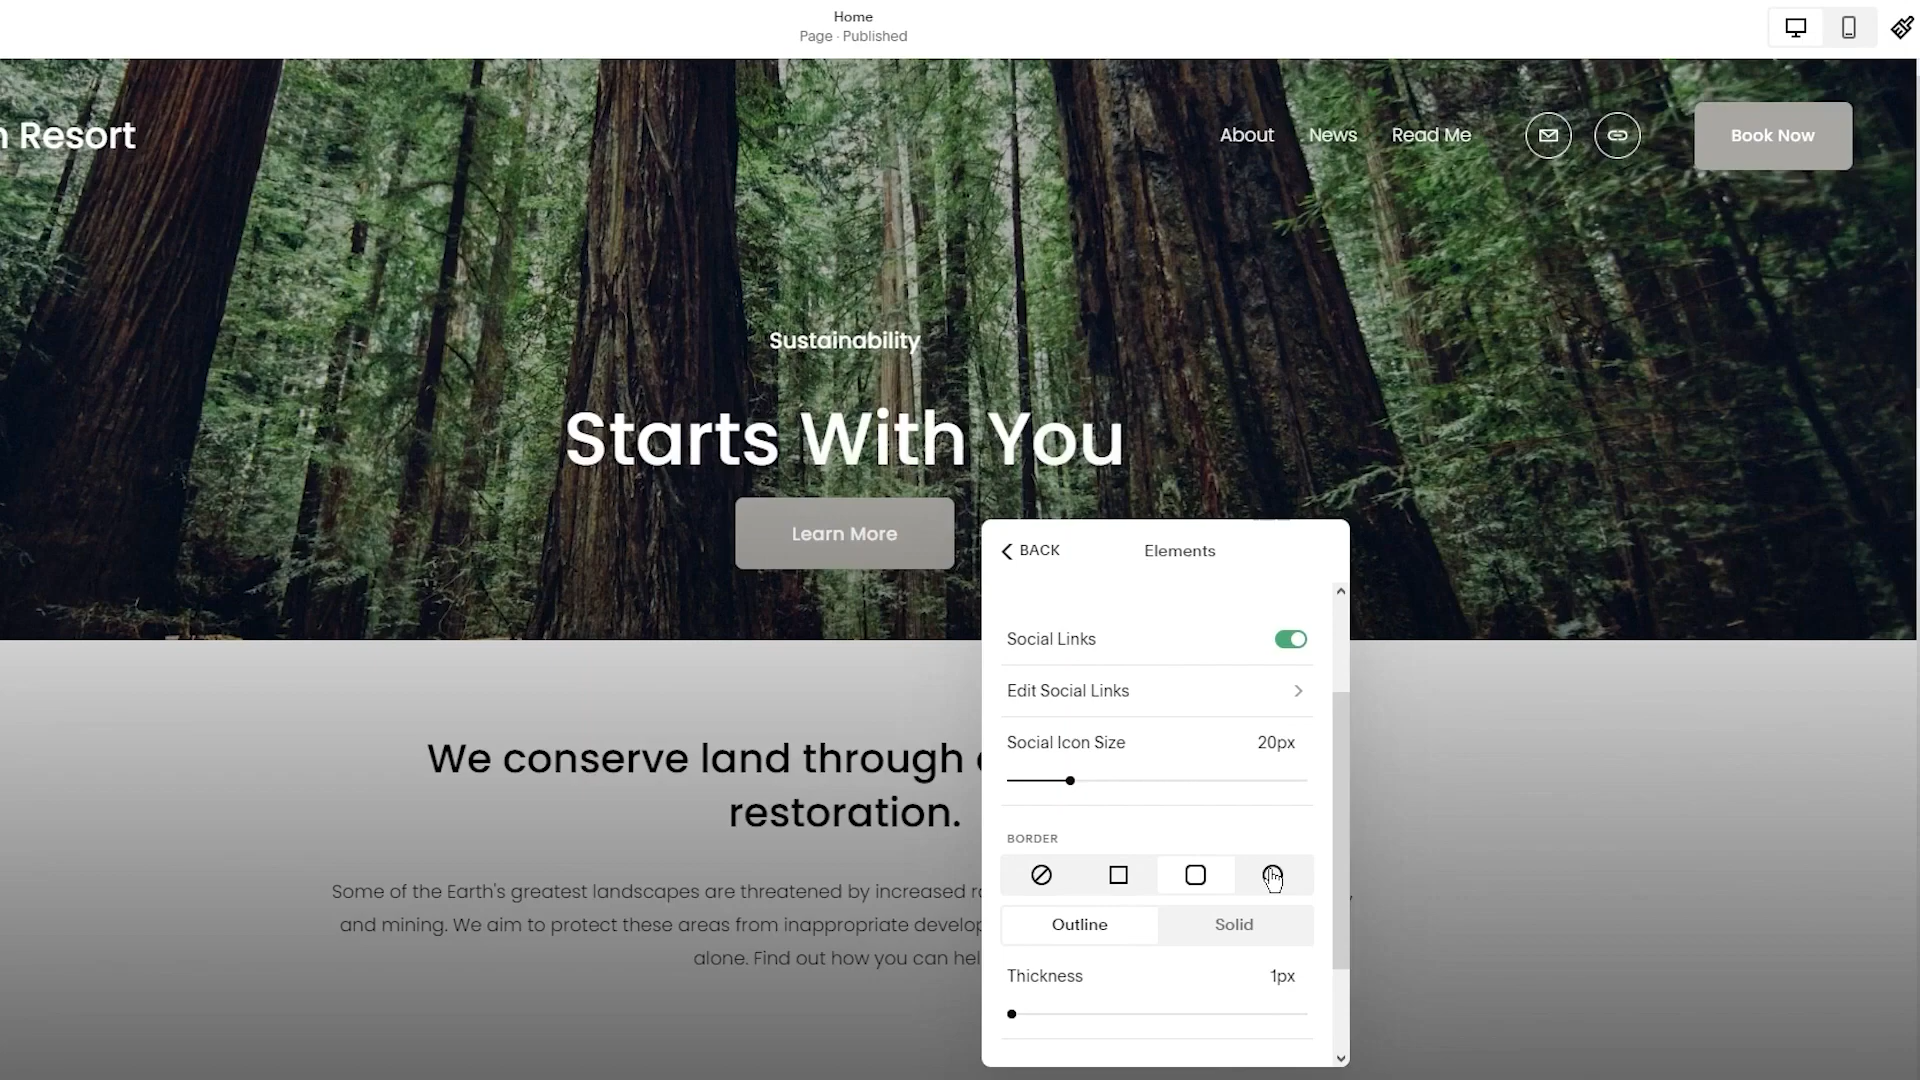 Home
Page · Published
Resort
About
News
Read Me
Book Now
Sustainability
Starts With You
Learn More
BACK
Elements
Social Links
Edit Social Links
Social Icon Size
20px
BORDER
Outline
Solid
Thickness
1px
We conserve land through
restoration.
Some of the Earth's greatest landscapes are threatened by increased
and mining. We aim to protect these areas from inappropriate
alone. Find out how you can